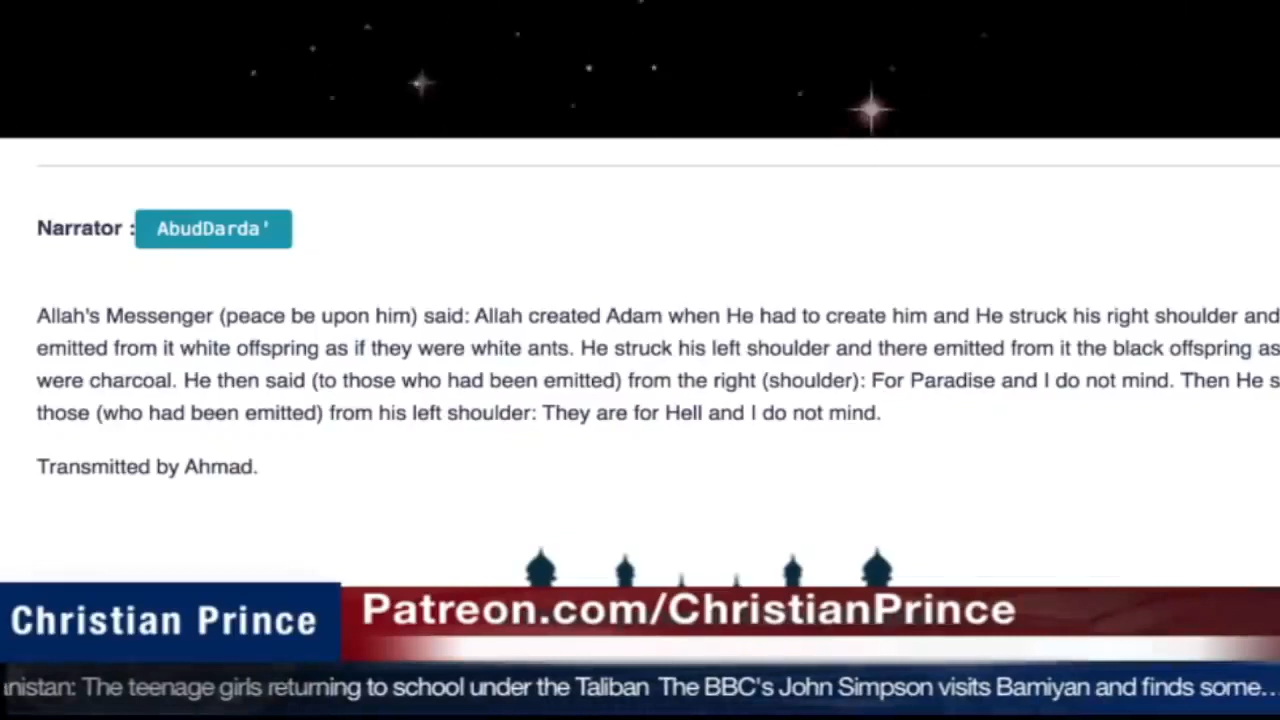 Narrator : AbudDarda'
Allah's Messenger (peace be upon him) said: Allah created Adam when He had to create him and He struck his right shoulder and
emitted from it white offspring as if they were white ants. He struck his left shoulder and there emitted from it the black offspring as
were charcoal. He then said (to those who had been emitted) from the right (shoulder): For Paradise and I do not mind. Then He s
those (who had been emitted) from his left shoulder: They are for Hell and I do not mind.
Transmitted by Ahmad.
Christian Prince
Patreon.com/ChristianPrince
nistan: The teenage girls returning to school under the Taliban The BBC's John Simpson visits Bamiyan and finds some...